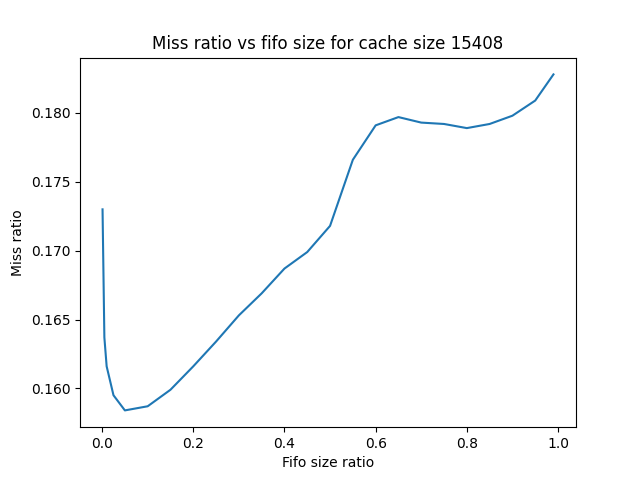 Miss ratio vs fifo size for cache size 15408
Miss ratio
0.180
0.175
0.170
0.165
0.160
0.0 0.2 0.4 0.6 0.8 1.0
Fifo size ratio